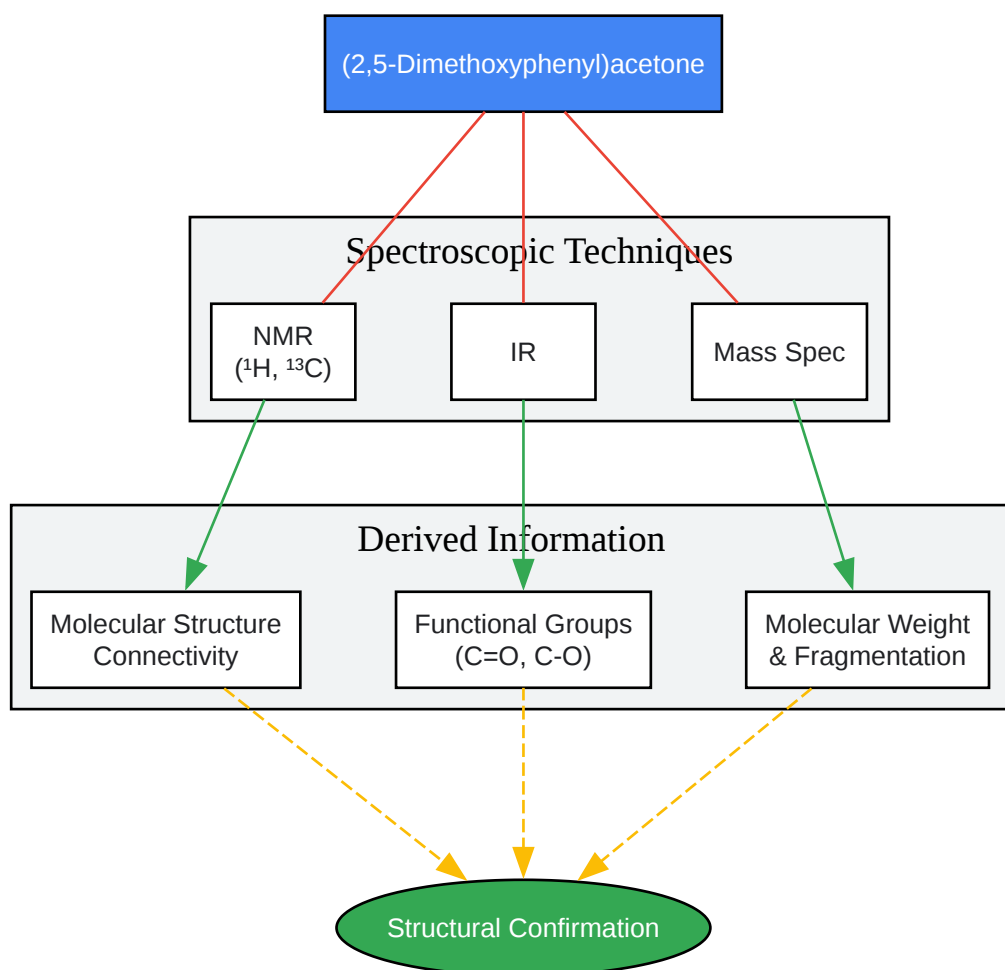 (2,5-Dimethoxyphenyl)acetone
Spectroscopic Techniques
NMR
(¹H, ¹³C)
IR
Mass Spec
Derived Information
Molecular Structure
Connectivity
Functional Groups
(C=O, C-O)
Molecular Weight
& Fragmentation
Structural Confirmation